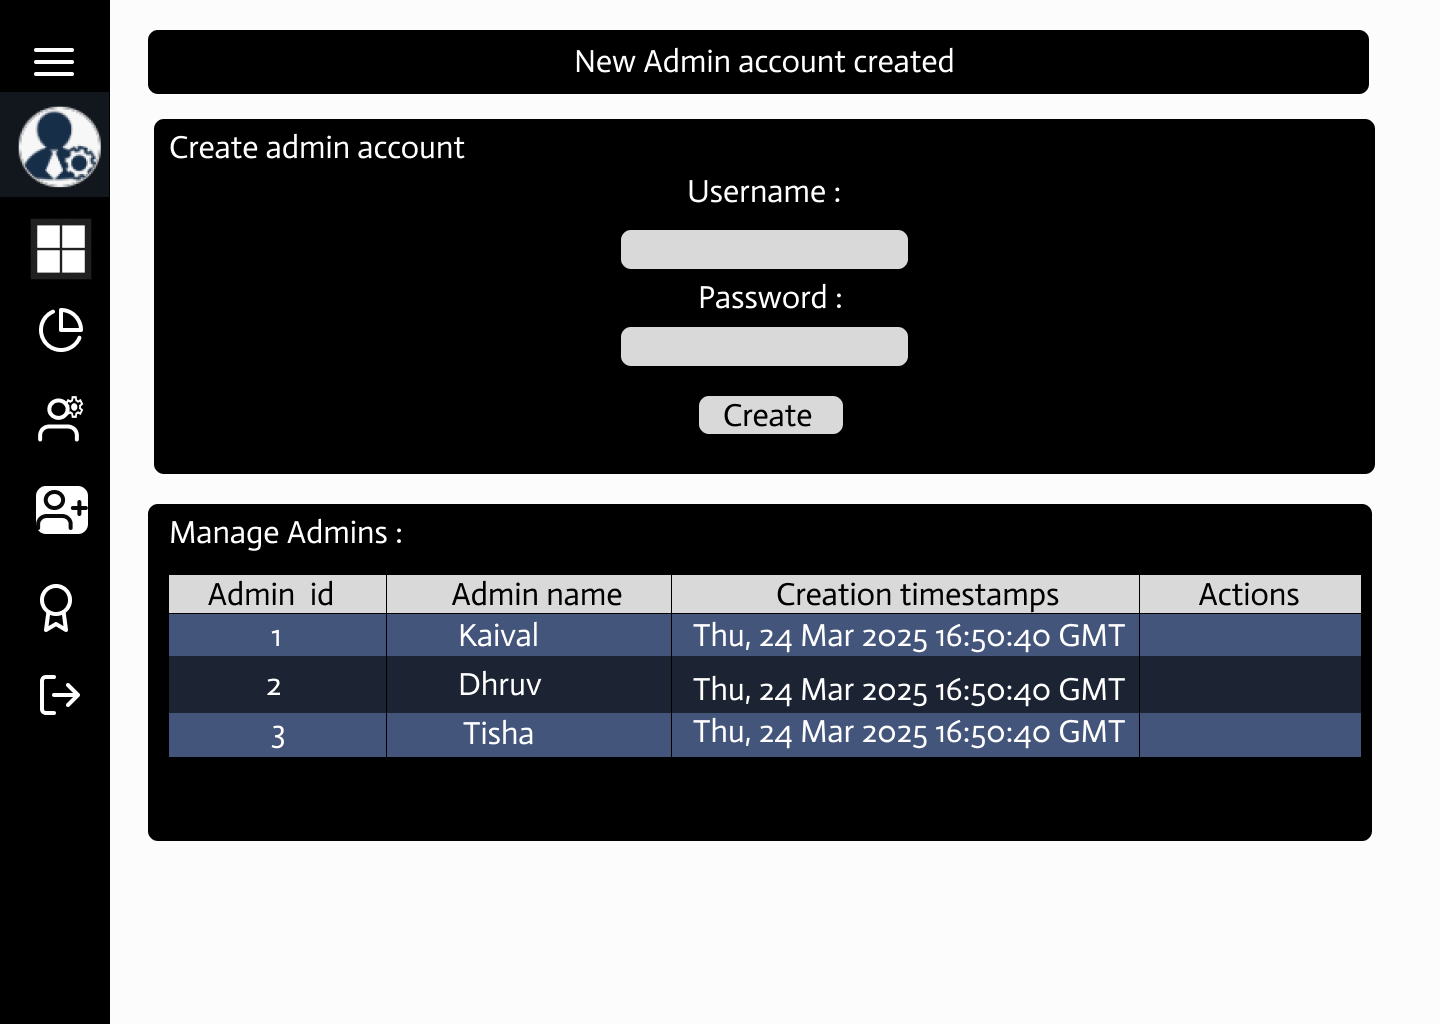 New Admin account created
Create admin account
Username :
Password :
Create
Manage Admins :
Admin id Admin name Creation timestamps Actions
1 Kaival Thu, 24 Mar 2025 16:50:40 GMT
2 Dhruv Thu, 24 Mar 2025 16:50:40 GMT
3 Tisha Thu, 24 Mar 2025 16:50:40 GMT